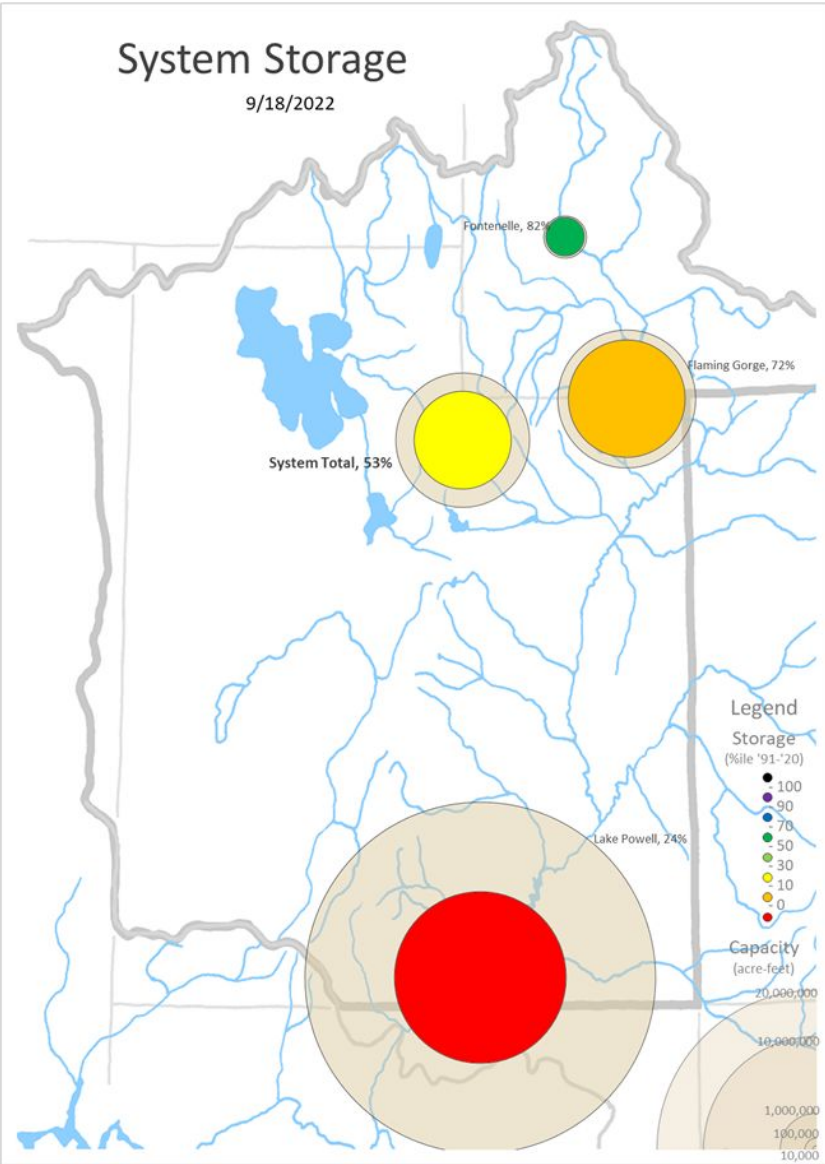 System Storage
9/18/2022
Fontenelle, 82%
Flaming Gorge, 72%
System Total, 53%
Lake Powell, 24%
Legend
Storage
(%ile '91-'20)
- 100
- 90
- 70
- 50
- 30
- 10
- 0
Capacity
(acre-feet)
20,000,000
10,000,000
1,000,000
100,000
10,000